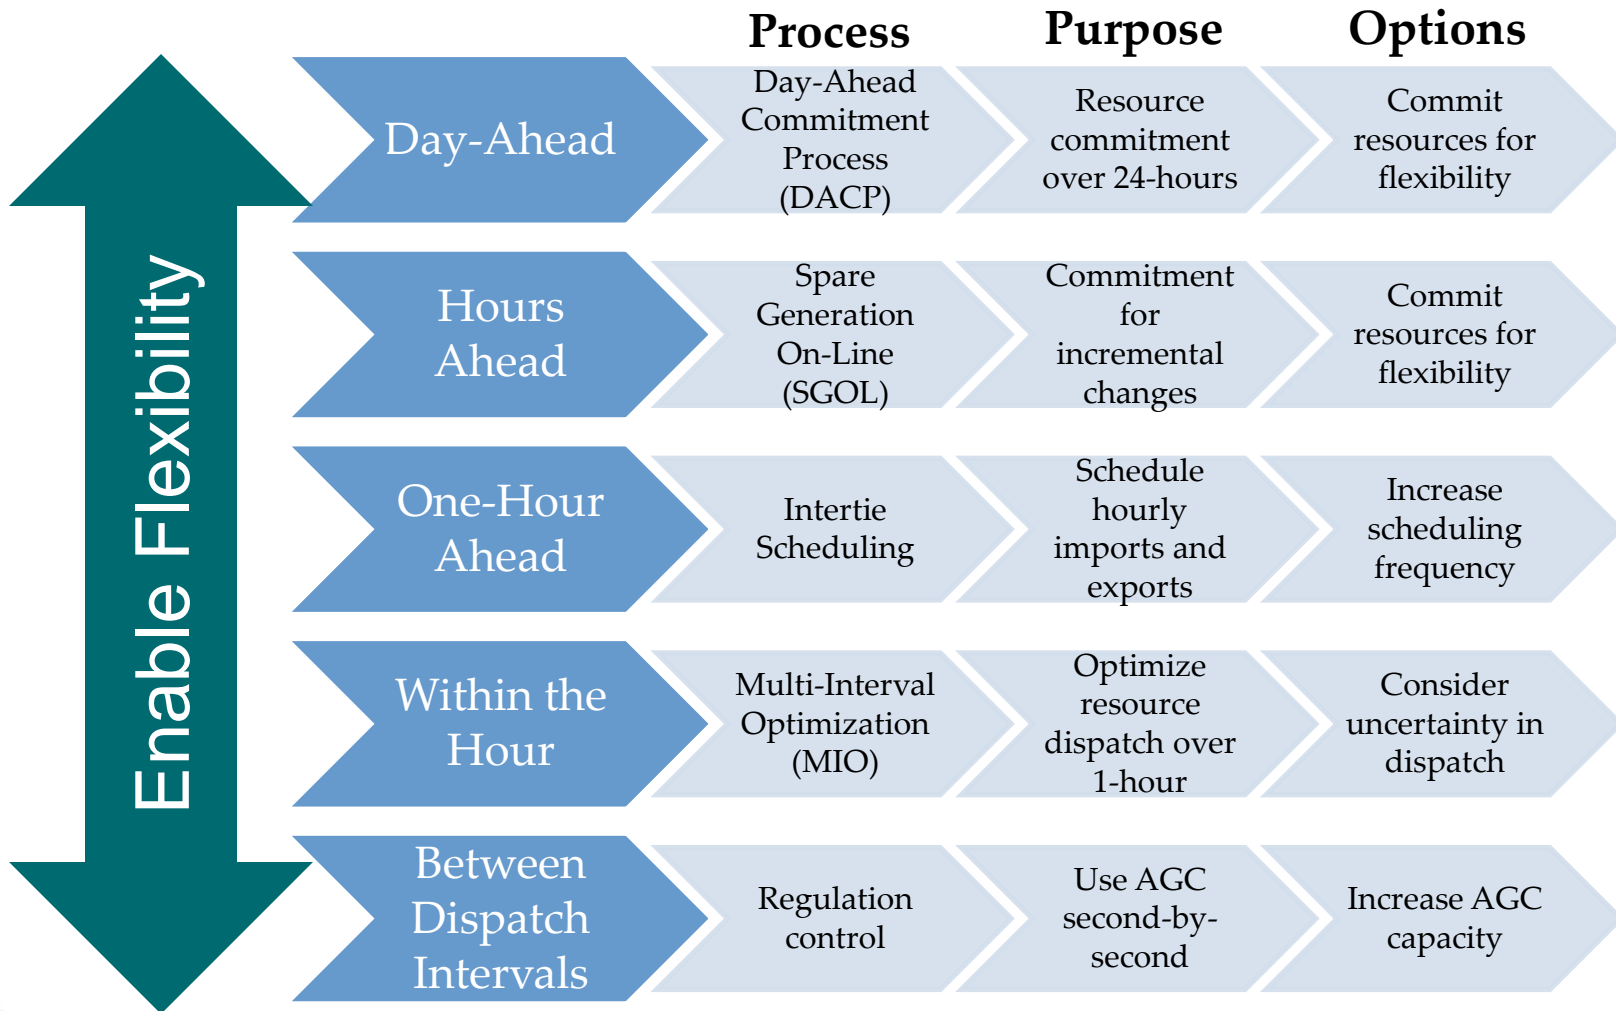 Process
Purpose
Options
Enable Flexibility
Day-Ahead
Day-Ahead
Commitment
Process
(DACP)
Resource
commitment
over 24-hours
Commit
resources for
flexibility
Hours
Ahead
Spare
Generation
On-Line
(SGOL)
Commitment
for
incremental
changes
Commit
resources for
flexibility
One-Hour
Ahead
Intertie
Scheduling
Schedule
hourly
imports and
exports
Increase
scheduling
frequency
Within the
Hour
Multi-Interval
Optimization
(MIO)
Optimize
resource
dispatch over
1-hour
Consider
uncertainty in
dispatch
Between
Dispatch
Intervals
Regulation
control
Use AGC
second-by-
second
Increase AGC
capacity